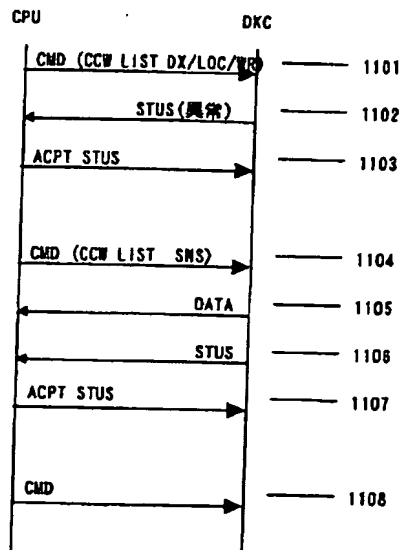 CPU DKC
CMD (CCW LIST DX/LOC/WR) 1101
STUS(異常) 1102
ACPT STUS 1103
CMD (CCW LIST SNS) 1104
DATA 1105
STUS 1106
ACPT STUS 1107
CMD 1108